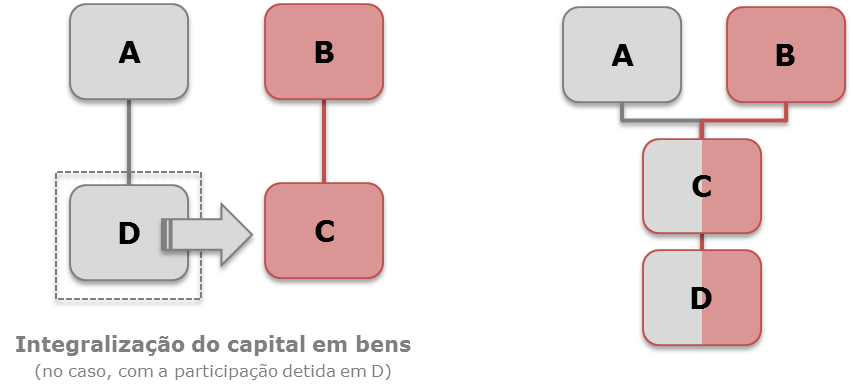 A
B
D
C
Integralização do capital em bens
(no caso, com a participação detida em D)
A
B
C
D